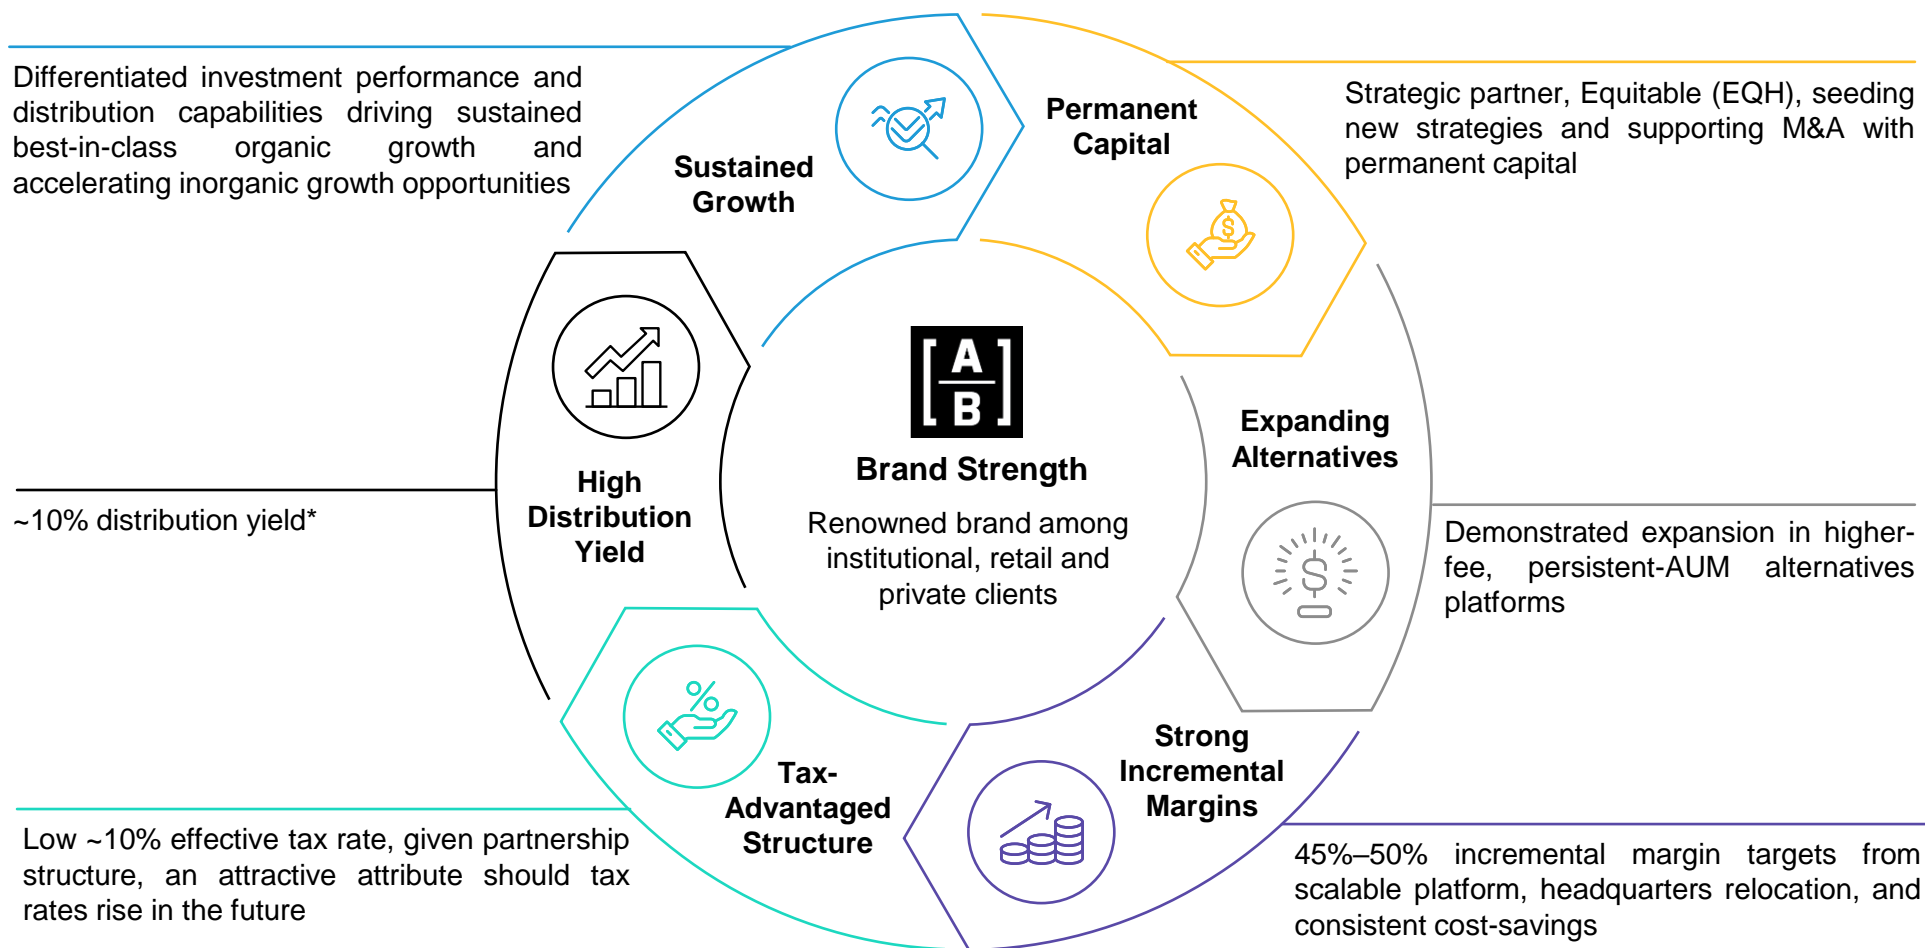 Differentiated investment performance and
distribution capabilities driving sustained
best-in-class organic growth and
accelerating inorganic growth opportunities
Sustained
Growth
Permanent
Capital
Strategic partner, Equitable (EQH), seeding
new strategies and supporting M&A with
permanent capital
High
Distribution
Yield
~10% distribution yield*
A
B
Brand Strength
Renowned brand among
institutional, retail and
private clients
Expanding
Alternatives
Demonstrated expansion in higher-
fee, persistent-AUM alternatives
platforms
Tax-
Advantaged
Structure
Low ~10% effective tax rate, given partnership
structure, an attractive attribute should tax
rates rise in the future
Strong
Incremental
Margins
45%–50% incremental margin targets from
scalable platform, headquarters relocation, and
consistent cost-savings